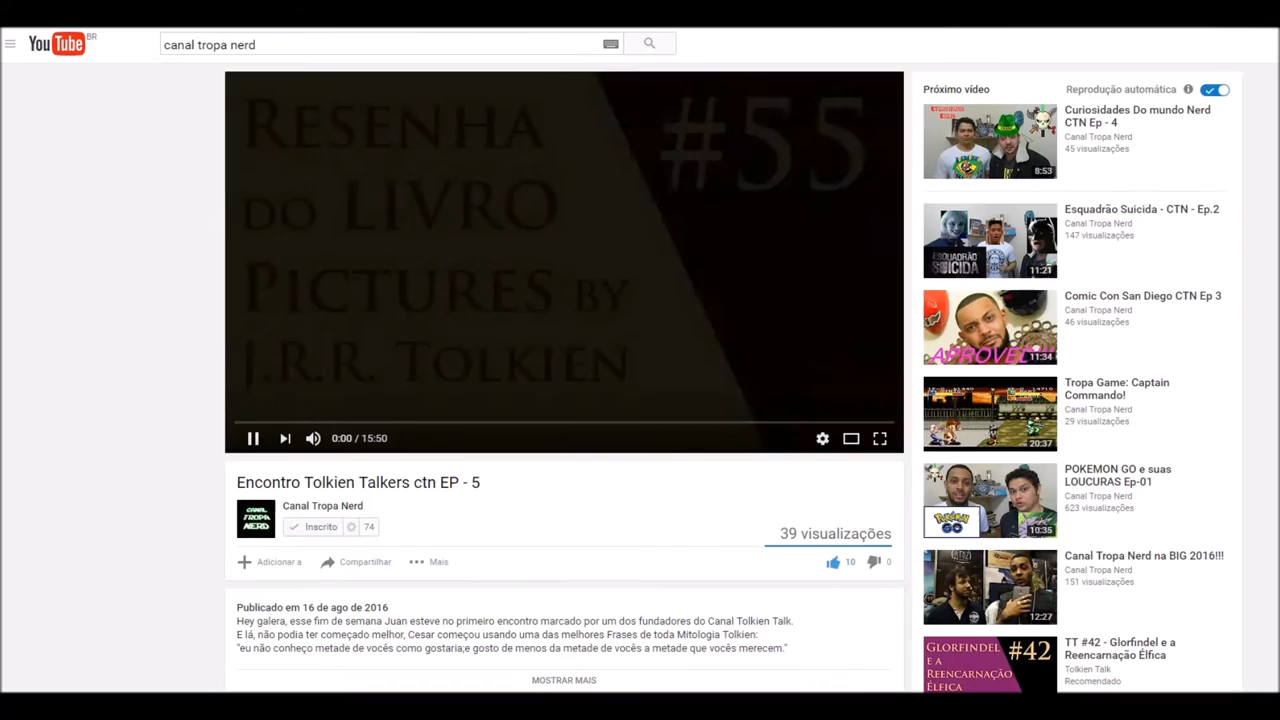 YouTube BR
canal tropa nerd
RESENHA
DO LIVRO
PICTURES BY
J.R.R. TOLKIEN
#55
0:00 / 15:50
Encontro Tolkien Talkers ctn EP - 5
CANAL
TROPA
NERD
Canal Tropa Nerd
Inscrito 74
39 visualizações
Adicionar a
Compartilhar
Mais
10
0
Publicado em 16 de ago de 2016
Hey galera, esse fim de semana Juan esteve no primeiro encontro marcado por um dos fundadores do Canal Tolkien Talk.
E lá, não podia ter começado melhor, Cesar começou usando uma das melhores Frases de toda Mitologia Tolkien:
"eu não conheço metade de vocês como gostaria;e gosto de menos da metade de vocês a metade que vocês merecem."
MOSTRAR MAIS
Próximo vídeo
Reprodução automática
8:53
Curiosidades Do mundo Nerd
CTN Ep - 4
Canal Tropa Nerd
45 visualizações
ESQUADRÃO
SUICIDA
11:21
Esquadrão Suicida - CTN - Ep.2
Canal Tropa Nerd
147 visualizações
APROVED!!!
11:34
Comic Con San Diego CTN Ep 3
Canal Tropa Nerd
46 visualizações
20:37
Tropa Game: Captain
Commando!
Canal Tropa Nerd
29 visualizações
POKÉMON
GO
10:35
POKEMON GO e suas
LOUCURAS Ep-01
Canal Tropa Nerd
623 visualizações
12:27
Canal Tropa Nerd na BIG 2016!!!
Canal Tropa Nerd
151 visualizações
GLORFINDEL
E A
REENCARNAÇÃO
ÉLFICA
#42
TT #42 - Glorfindel e a
Reencarnação Élfica
Tolkien Talk
Recomendado